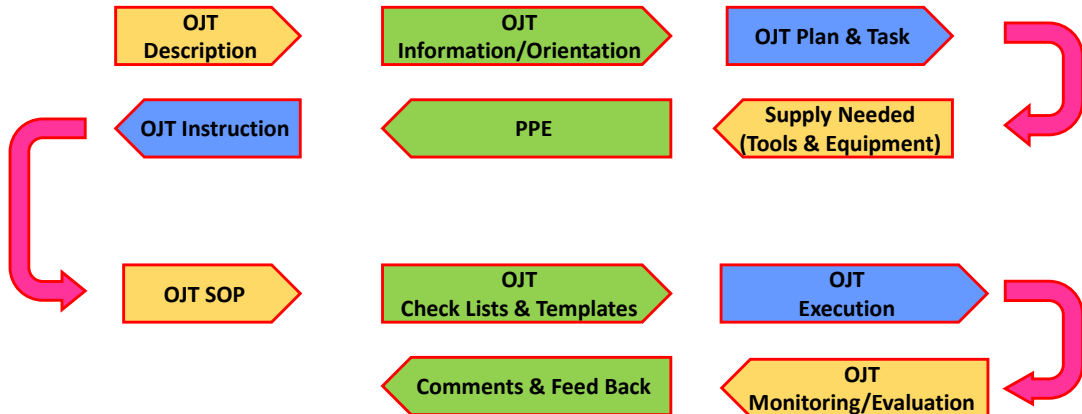 OJT
Description
OJT
Information/Orientation
OJT Plan & Task
OJT Instruction
PPE
Supply Needed
(Tools & Equipment)
OJT SOP
OJT
Check Lists & Templates
OJT
Execution
Comments & Feed Back
OJT
Monitoring/Evaluation